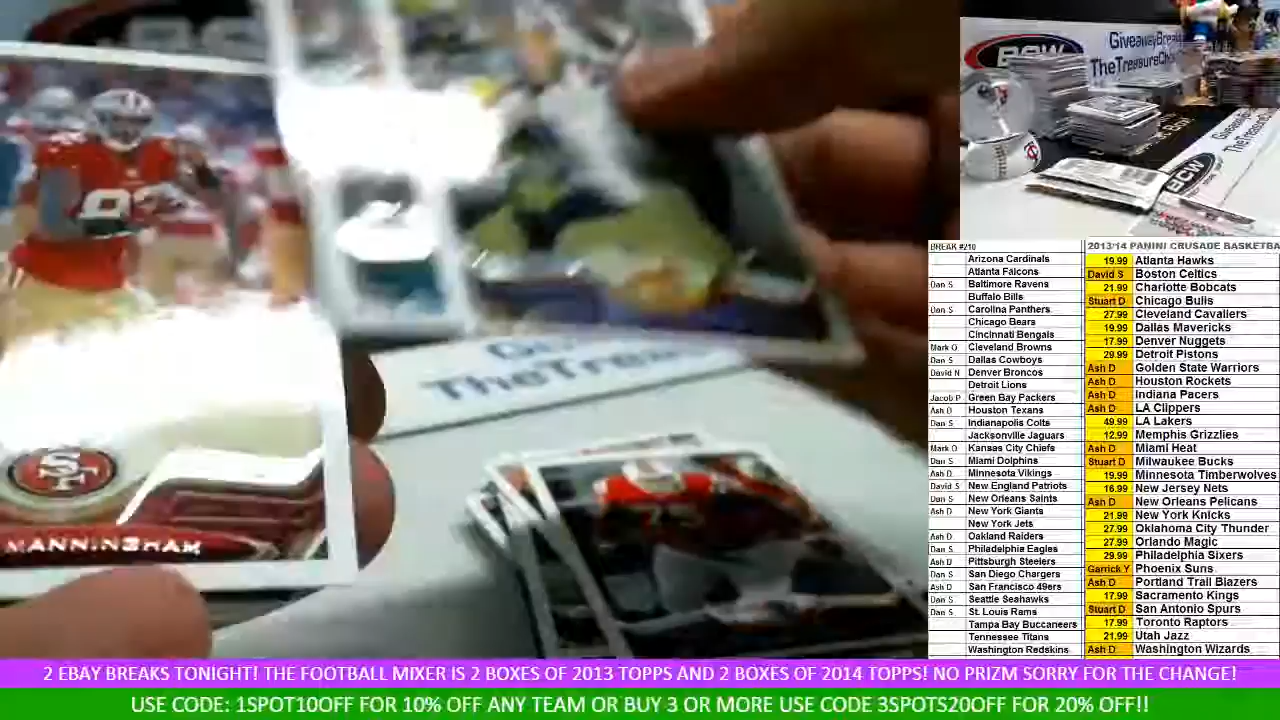 MANNINGHAM
GiveawayBreak
TheTreasureCh
BCW
BCW
TheTrea
BREAK #210
Arizona Cardinals
Atlanta Falcons
Dan S Baltimore Ravens
Buffalo Bills
Dan S Carolina Panthers
Chicago Bears
Cincinnati Bengals
Mark O Cleveland Browns
Dan S Dallas Cowboys
David N Denver Broncos
Detroit Lions
Jacob P Green Bay Packers
Ash D Houston Texans
Dan S Indianapolis Colts
Jacksonville Jaguars
Mark O Kansas City Chiefs
Dan S Miami Dolphins
Ash D Minnesota Vikings
David S New England Patriots
Dan S New Orleans Saints
Ash D New York Giants
New York Jets
Ash D Oakland Raiders
Dan S Philadelphia Eagles
Ash D Pittsburgh Steelers
Dan S San Diego Chargers
Ash D San Francisco 49ers
Dan S Seattle Seahawks
Dan S St. Louis Rams
Tampa Bay Buccaneers
Tennessee Titans
Washington Redskins
2013/14 PANINI CRUSADE BASKETBA
19.99 Atlanta Hawks
David S Boston Celtics
21.99 Charlotte Bobcats
Stuart D Chicago Bulls
27.99 Cleveland Cavaliers
19.99 Dallas Mavericks
17.99 Denver Nuggets
29.99 Detroit Pistons
Ash D Golden State Warriors
Ash D Houston Rockets
Ash D Indiana Pacers
Ash D LA Clippers
49.99 LA Lakers
12.99 Memphis Grizzlies
Ash D Miami Heat
Stuart D Milwaukee Bucks
19.99 Minnesota Timberwolves
16.99 New Jersey Nets
Ash D New Orleans Pelicans
21.99 New York Knicks
27.99 Oklahoma City Thunder
27.99 Orlando Magic
29.99 Philadelphia Sixers
Garrick Y Phoenix Suns
Ash D Portland Trail Blazers
17.99 Sacramento Kings
Stuart D San Antonio Spurs
17.99 Toronto Raptors
21.99 Utah Jazz
Ash D Washington Wizards
2 EBAY BREAKS TONIGHT! THE FOOTBALL MIXER IS 2 BOXES OF 2013 TOPPS AND 2 BOXES OF 2014 TOPPS! NO PRIZM SORRY FOR THE CHANGE!
USE CODE: 1SPOT10OFF FOR 10% OFF ANY TEAM OR BUY 3 OR MORE USE CODE 3SPOTS20OFF FOR 20% OFF!!